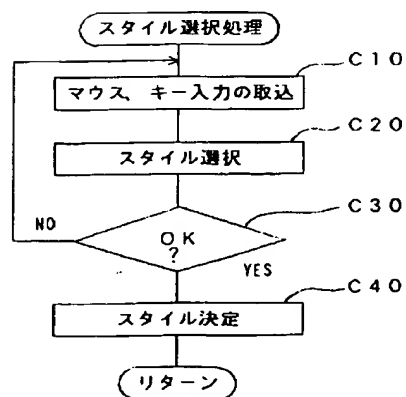 スタイル選択処理
C10
マウス、キー入力の取込
C20
スタイル選択
C30
NO
OK
?
YES
C40
スタイル決定
リターン